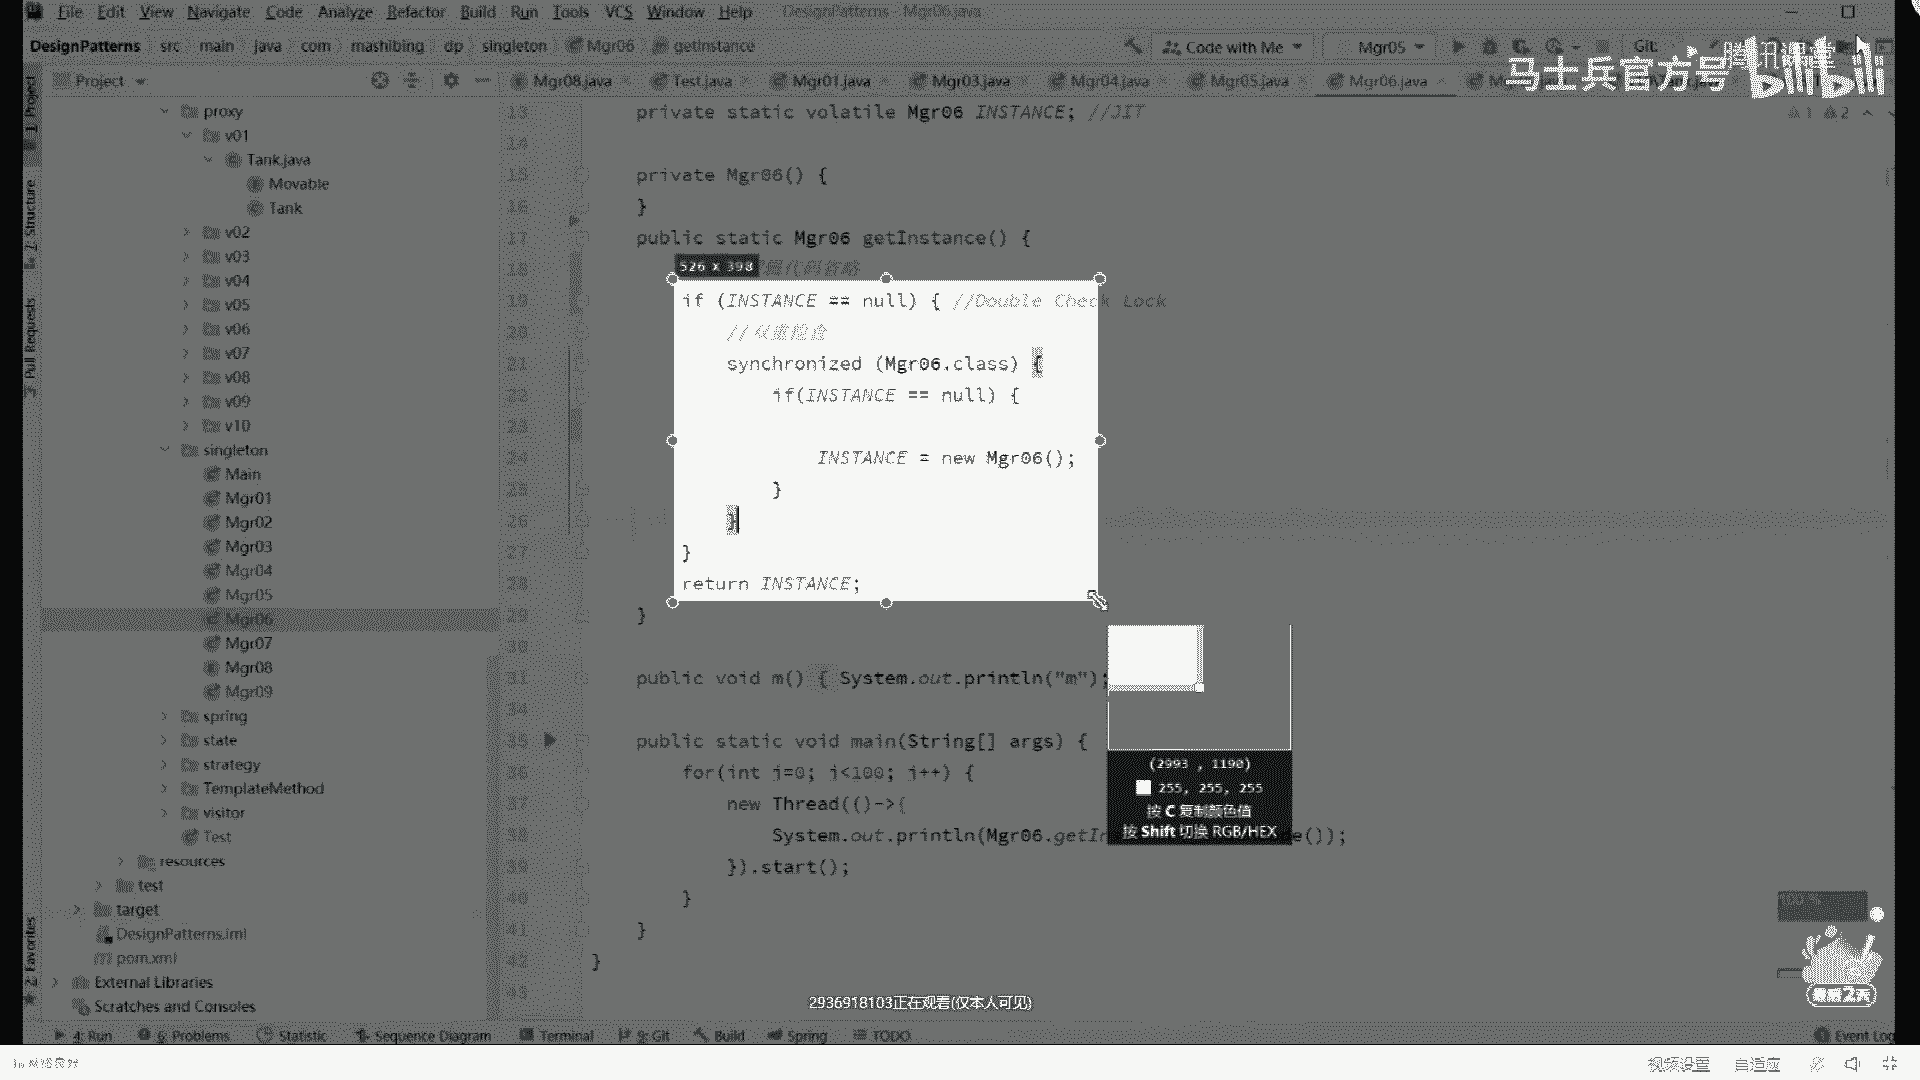 File Edit View Navigate Code Analyze Refactor Build Run Tools VCS Window Help DesignPatterns - Mgr06.java
DesignPatterns src main java com mashibing dp singleton Mgr06 getInstance
Code with Me Mgr05 Git:
马士兵官方号 腾讯课堂 bilibili
Project
Mgr08.java Test.java Mgr01.java Mgr03.java Mgr04.java Mgr05.java Mgr06.java
1: Project
7: Structure
Pull Requests
2: Favorites
proxy
v01
Tank.java
Movable
Tank
v02
v03
v04
v05
v06
v07
v08
v09
v10
singleton
Main
Mgr01
Mgr02
Mgr03
Mgr04
Mgr05
Mgr06
Mgr07
Mgr08
Mgr09
spring
state
strategy
TemplateMethod
visitor
Test
resources
test
target
DesignPatterns.iml
pom.xml
External Libraries
Scratches and Consoles
1 2
13 private static volatile Mgr06 INSTANCE; //JIT
14
15 private Mgr06() {
16 }
17 public static Mgr06 getInstance() {
18 代码省略
526 x 398
19 if (INSTANCE == null) { //Double Check Lock
20 //双重检查
21 synchronized (Mgr06.class) {
22 if(INSTANCE == null) {
23
24 INSTANCE = new Mgr06();
25 }
26 }
27 }
28 return INSTANCE;
29 }
30
31 public void m() { System.out.println("m");
34
35 public static void main(String[] args) {
36 for(int i=0; i<100; i++) {
37 new Thread(()->{
38 System.out.println(Mgr06.getIn
39 }).start();
40 }
41 }
42 }
43
(2993 , 1190)
255, 255, 255
按 C 复制颜色值
按 Shift 切换 RGB/HEX
100 %
2936918103正在观看(仅本人可见)
4: Run 6: Problems Statistic Sequence Diagram Terminal 9: Git Build Spring TODO Event Log
视频设置 自适应